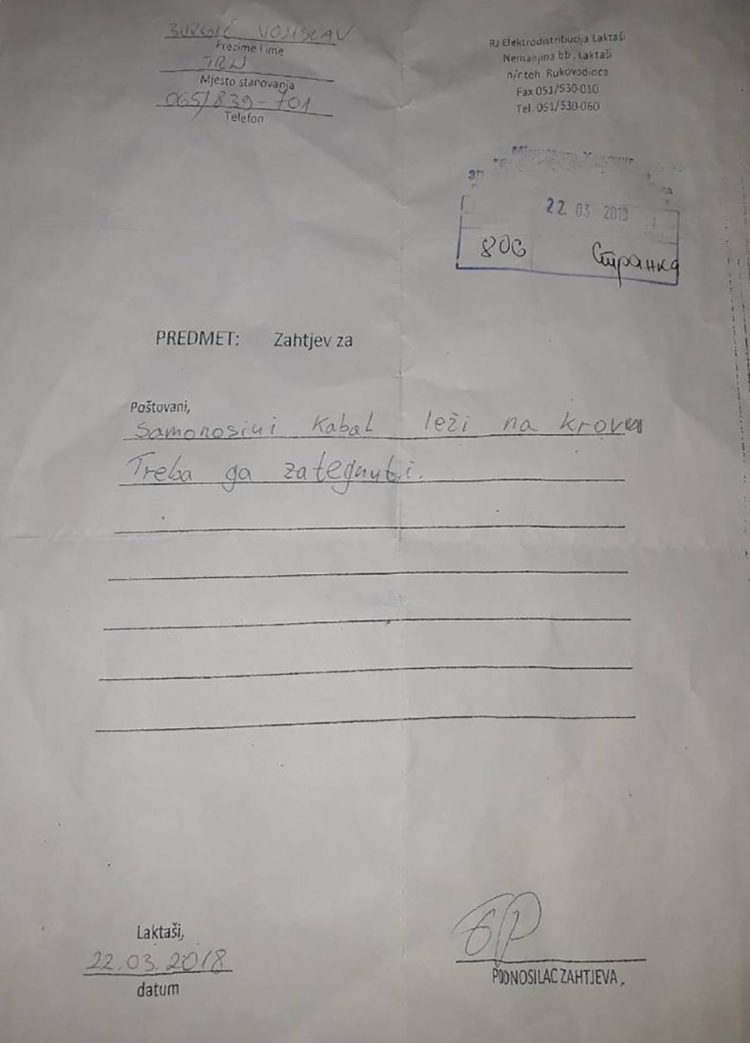 VOJISLAV
Prezime i ime
TRN
Mjesto stanovanja
065/839-701
Telefon
RJ Elektrodistribucija Laktaši
Nemanjina bb, Laktaši
n/r teh. Rukovodioca
Fax 051/530-010
Tel. 051/530-060
22. 03
806 Странка
PREDMET: Zahtjev za
Poštovani,
Samonosivi kabal leži na krovu
Treba ga zategnuti.
Laktaši,
22.03.2018
datum
PODNOSILAC ZAHTJEVA,